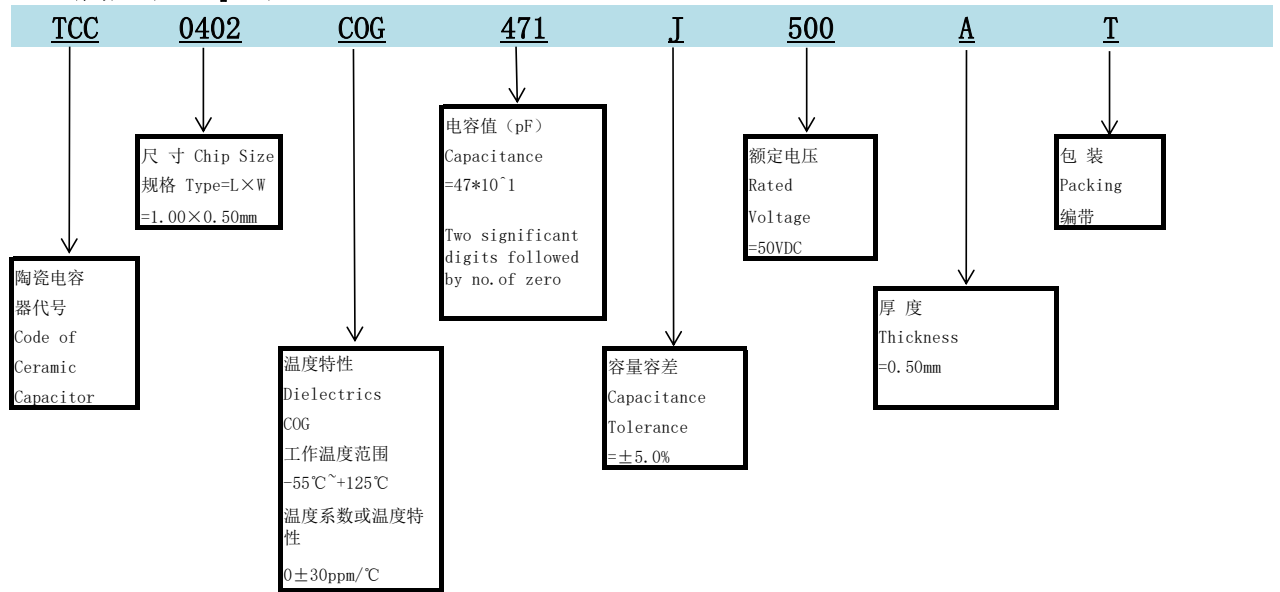 TCC 0402 COG 471 J 500 A T
陶瓷电容
器代号
Code of
Ceramic
Capacitor
尺 寸 Chip Size
规格 Type=L×W
=1.00×0.50mm
温度特性
Dielectrics
COG
工作温度范围
-55℃~+125℃
温度系数或温度特
性
0±30ppm/℃
电容值（pF）
Capacitance
=47*10^1
Two significant
digits followed
by no.of zero
容量容差
Capacitance
Tolerance
=±5.0%
额定电压
Rated
Voltage
=50VDC
厚 度
Thickness
=0.50mm
包 装
Packing
编带